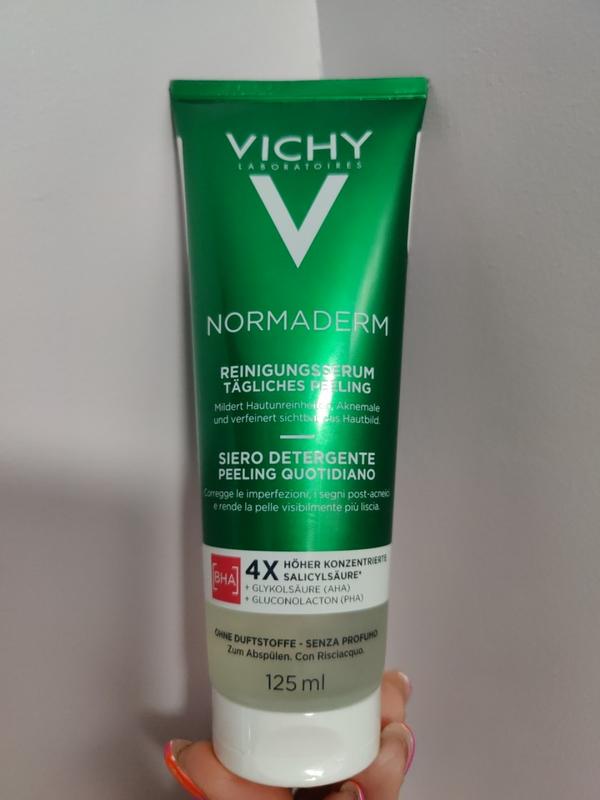 VICHY
LABORATOIRES
V
NORMADERM
REINIGUNGSSERUM
TÄGLICHES PEELING
Mildert Hautunreinheiten, Aknemale
und verfeinert sichtbar das Hautbild.
SIERO DETERGENTE
PEELING QUOTIDIANO
Corregge le imperfezioni, i segni post-acneici
e rende la pelle visibilmente più liscia.
[BHA]
4X HÖHER KONZENTRIERTE
SALICYLSÄURE*
+ GLYKOLSÄURE (AHA)
+ GLUCONOLACTON (PHA)
OHNE DUFTSTOFFE - SENZA PROFUMO
Zum Abspülen. Con Risciacquo.
125 ml